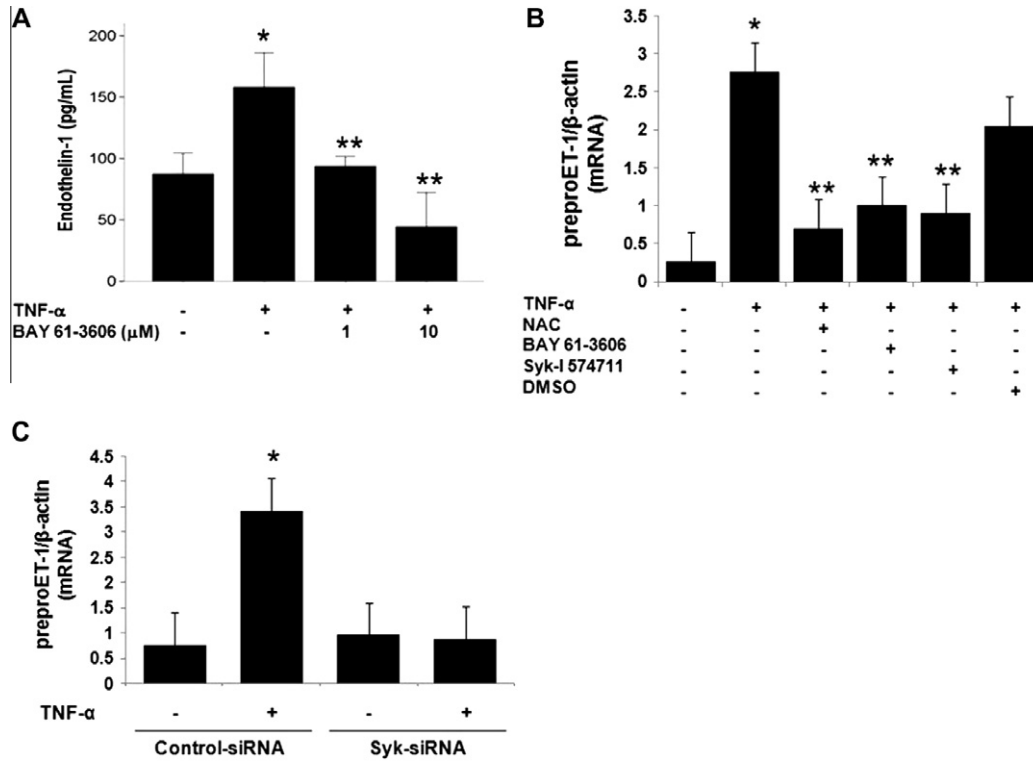 A
Endothelin-1 (pg/mL)
200
150
100
50
0
* ** **
TNF-α - + + +
BAY 61-3606 (μM) - - 1 10
B
preproET-1/β-actin
(mRNA)
3.5
3
2.5
2
1.5
1
0.5
0
* ** ** **
TNF-α - + + + + +
NAC - - + - - -
BAY 61-3606 - - - + - -
Syk-I 574711 - - - - + -
DMSO - - - - - +
C
preproET-1/β-actin
(mRNA)
4.5
4
3.5
3
2.5
2
1.5
1
0.5
0
*
TNF-α - + - +
Control-siRNA Syk-siRNA